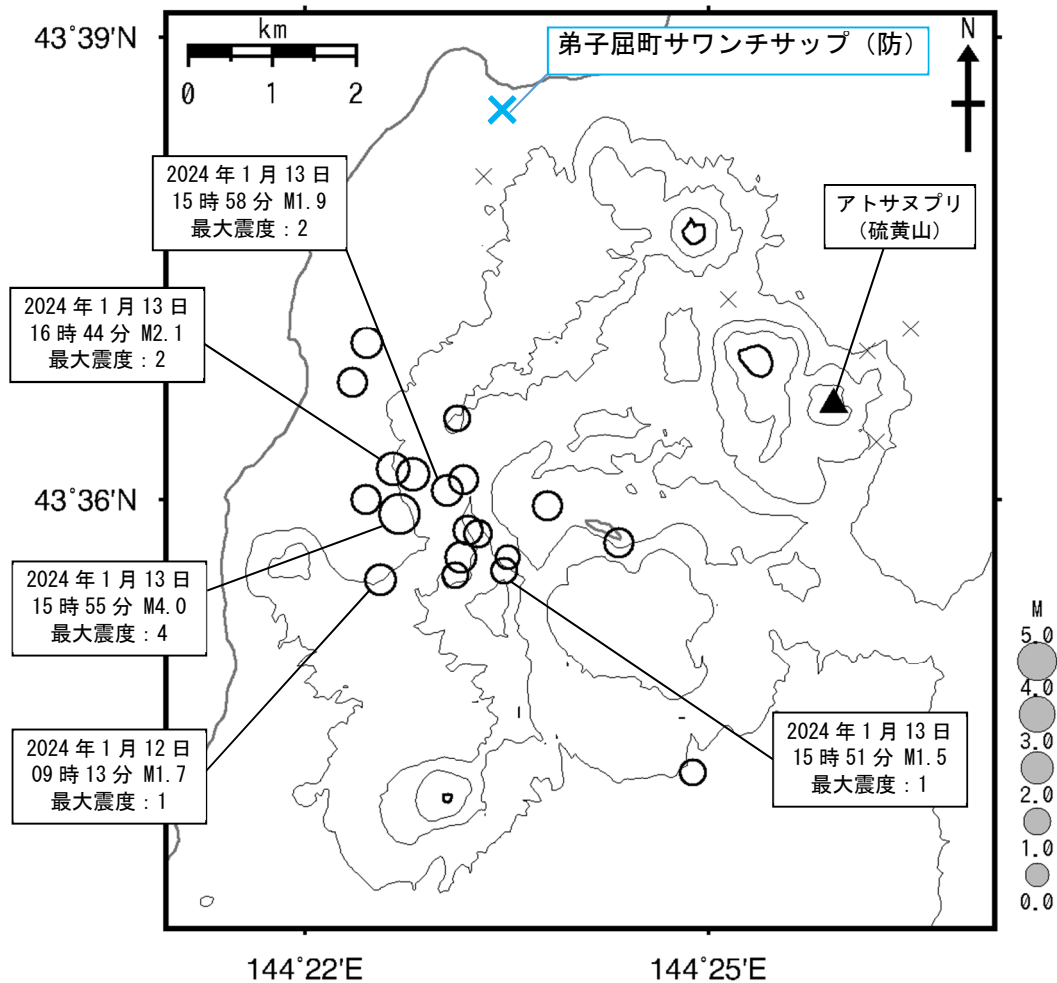 43°39'N
km
0 1 2
弟子屈町サワンチサップ（防）
N
2024年1月13日
15時58分 M1.9
最大震度：2
アトサヌプリ
（硫黄山）
2024年1月13日
16時44分 M2.1
最大震度：2
43°36'N
2024年1月13日
15時55分 M4.0
最大震度：4
2024年1月12日
09時13分 M1.7
最大震度：1
2024年1月13日
15時51分 M1.5
最大震度：1
M
5.0
4.0
3.0
2.0
1.0
0.0
144°22'E
144°25'E